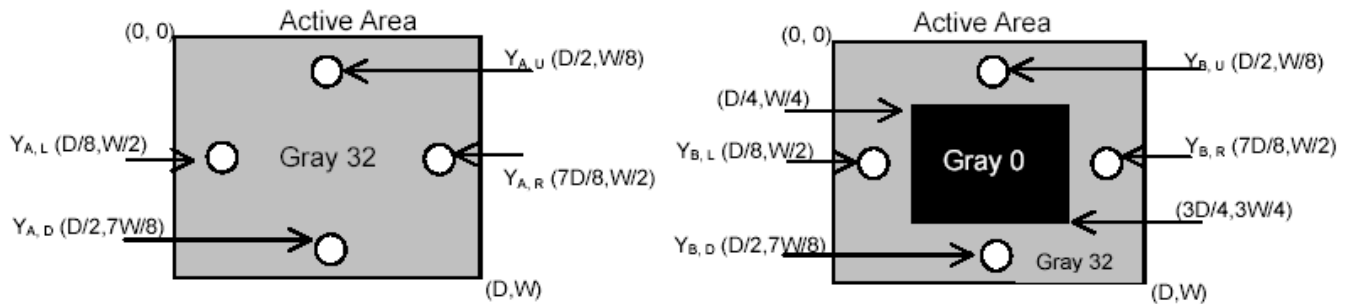 Active Area
(0, 0)
Y_A, U (D/2,W/8)
Y_A, L (D/8,W/2)
Gray 32
Y_A, R (7D/8,W/2)
Y_A, D (D/2,7W/8)
(D,W)
Active Area
(0, 0)
Y_B, U (D/2,W/8)
(D/4,W/4)
Y_B, L (D/8,W/2)
Gray 0
Y_B, R (7D/8,W/2)
(3D/4,3W/4)
Y_B, D (D/2,7W/8)
Gray 32
(D,W)